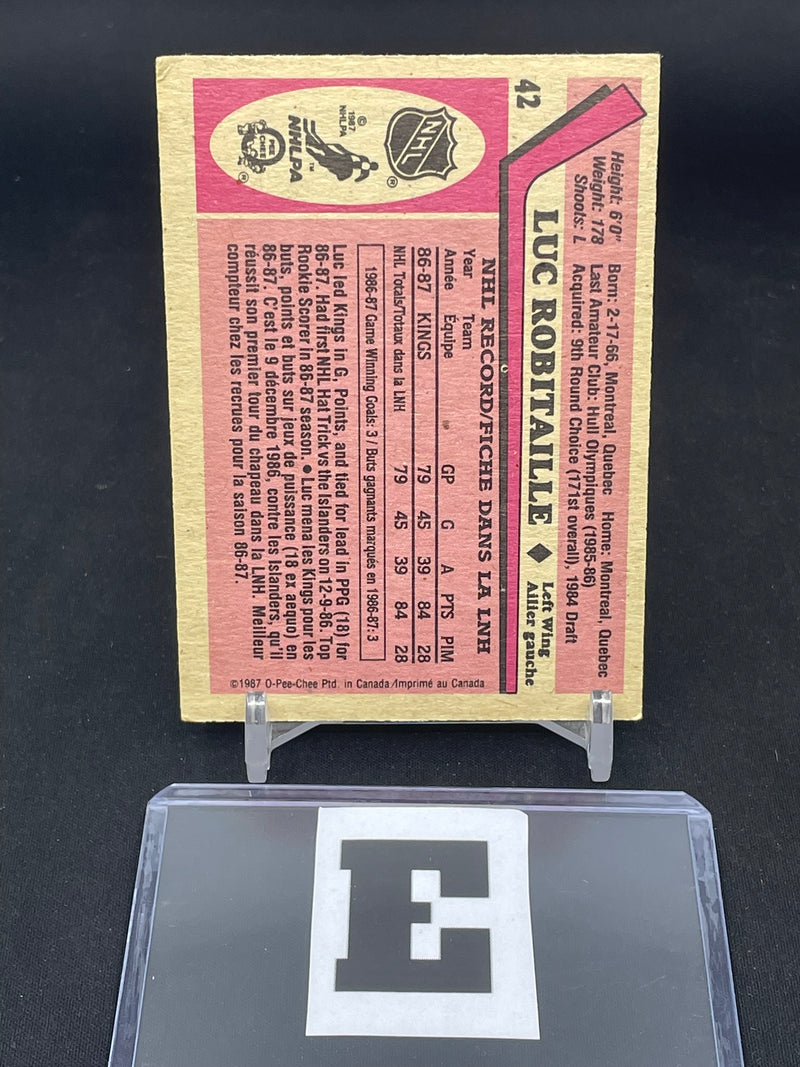 42
Height: 6'0"
Weight: 178
Shoots: L
Born: 2-17-66, Montreal, Quebec Home: Montreal, Quebec
Last Amateur Club: Hull Olympiques (1985-86)
Acquired: 9th Round Choice (171st overall), 1984 Draft
LUC ROBITAILLE ◆ Left Wing
Ailier gauche
NHL
®
© 1987 NHLPA
NHLPA ™
O PEE CHEE ®
NHL RECORD/FICHE DANS LA LNH
Year Team
Année Équipe GP G A PTS PIM
86-87 KINGS 79 45 39 84 28
NHL Totals/Totaux dans la LNH 79 45 39 84 28
1986-87 Game Winning Goals: 3 / Buts gagnants marqués en 1986-87: 3
Luc led Kings in G, Points, and tied for lead in PPG (18) for
86-87. Had first NHL Hat Trick vs the Islanders on 12-9-86. Top
Rookie Scorer in 86-87 season. ● Luc mena les Kings pour les
buts, points et buts sur jeux de puissance (18 ex aequo) en
86-87. C'est le 9 décembre 1986, contre les Islanders, qu'il
réussit son premier tour du chapeau dans la LNH. Meilleur
compteur chez les recrues pour la saison 86-87.
©1987 O-Pee-Chee Ptd. in Canada/Imprimé au Canada
E